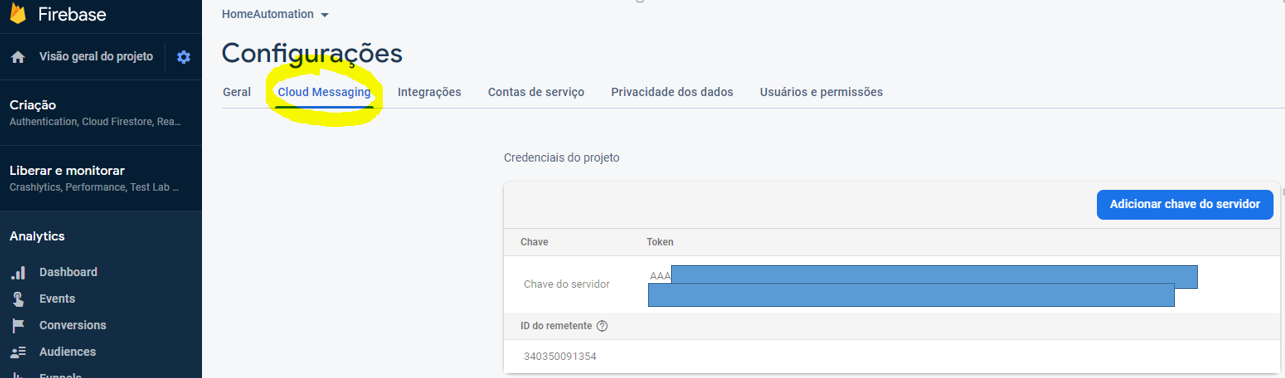 Firebase
HomeAutomation
Visão geral do projeto
Configurações
Geral Cloud Messaging Integrações Contas de serviço Privacidade dos dados Usuários e permissões
Criação
Authentication, Cloud Firestore, Rea...
Liberar e monitorar
Crashlytics, Performance, Test Lab ...
Analytics
Dashboard
Events
Conversions
Audiences
Funnels
Credenciais do projeto
Adicionar chave do servidor
Chave Token
Chave do servidor AAA
ID do remetente
340350091354